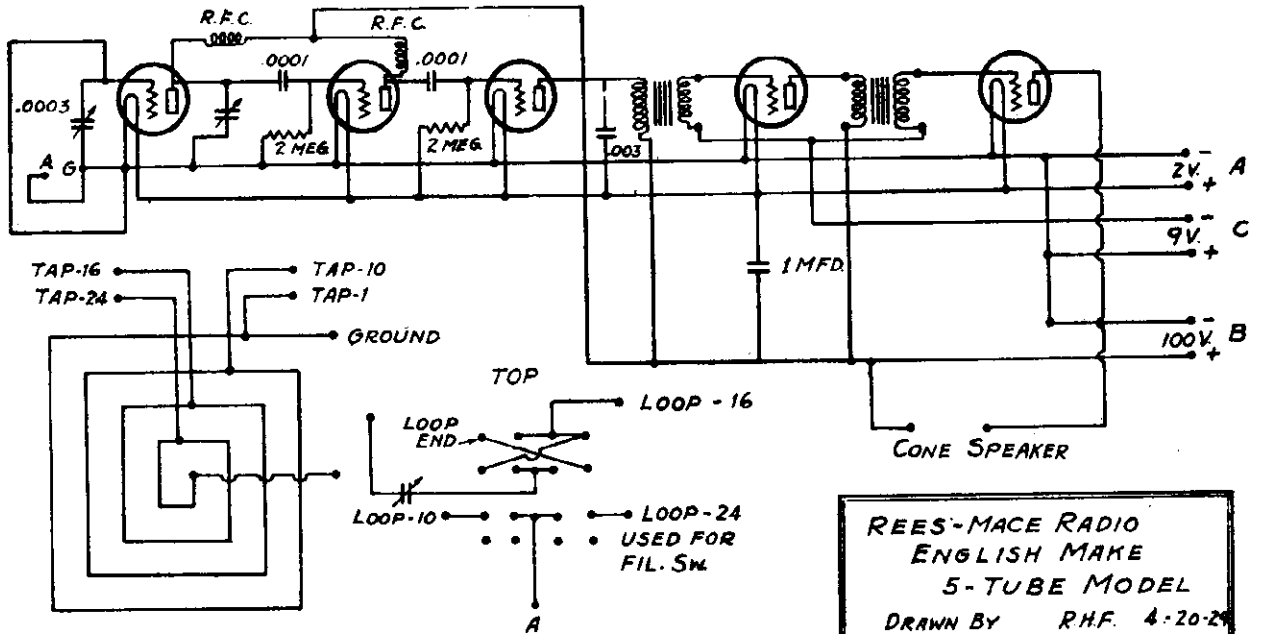 R.F.C.
R.F.C.
.0001
.0001
.0003
2 MEG.
2 MEG.
.003
A G
- 2V. + A
- 9V. + C
1 MFD.
- 100V. + B
TAP-16
TAP-10
TAP-24
TAP-1
GROUND
TOP
LOOP - 16
LOOP
END
CONE SPEAKER
LOOP-10
LOOP-24
USED FOR
FIL. SW.
A
REES-MACE RADIO
ENGLISH MAKE
5-TUBE MODEL
DRAWN BY R.H.F. 4-20-29